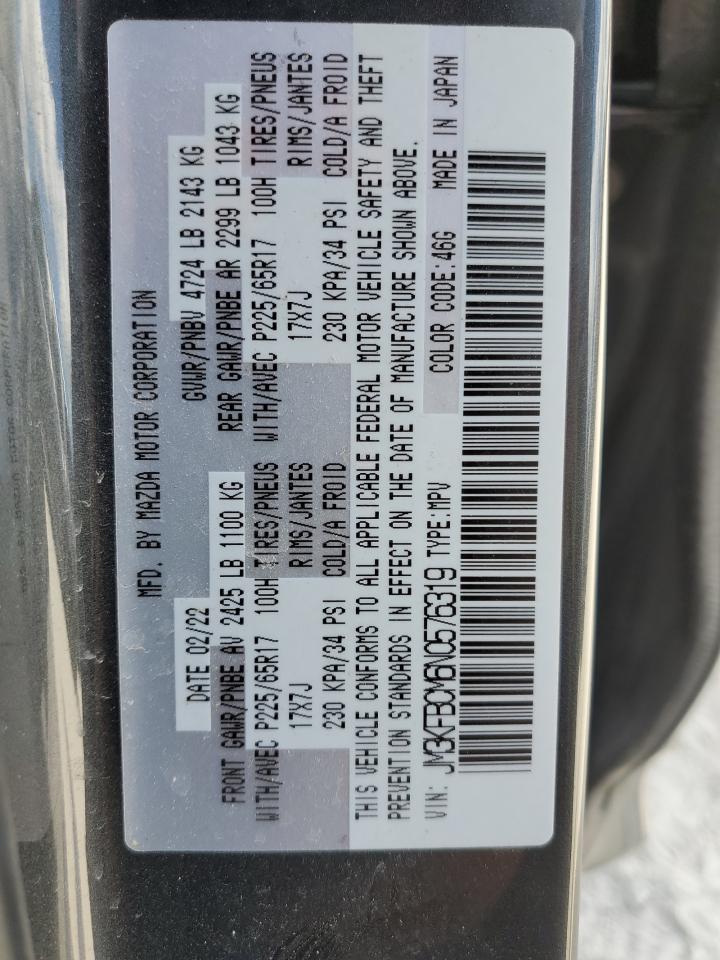 MFD. BY MAZDA MOTOR CORPORATION
DATE 02/22 GVWR/PNBV 4724 LB 2143 KG
FRONT GAWR/PNBE AV 2425 LB 1100 KG REAR GAWR/PNBE AR 2299 LB 1043 KG
WITH/AVEC P225/65R17 100H TIRES/PNEUS WITH/AVEC P225/65R17 100H TIRES/PNEUS
17X7J RIMS/JANTES 17X7J RIMS/JANTES
230 KPA/34 PSI COLD/A FROID 230 KPA/34 PSI COLD/A FROID
THIS VEHICLE CONFORMS TO ALL APPLICABLE FEDERAL MOTOR VEHICLE SAFETY AND THEFT
PREVENTION STANDARDS IN EFFECT ON THE DATE OF MANUFACTURE SHOWN ABOVE.
VIN: JM3KFBCM6N0576319 TYPE:MPV COLOR CODE:46G MADE IN JAPAN